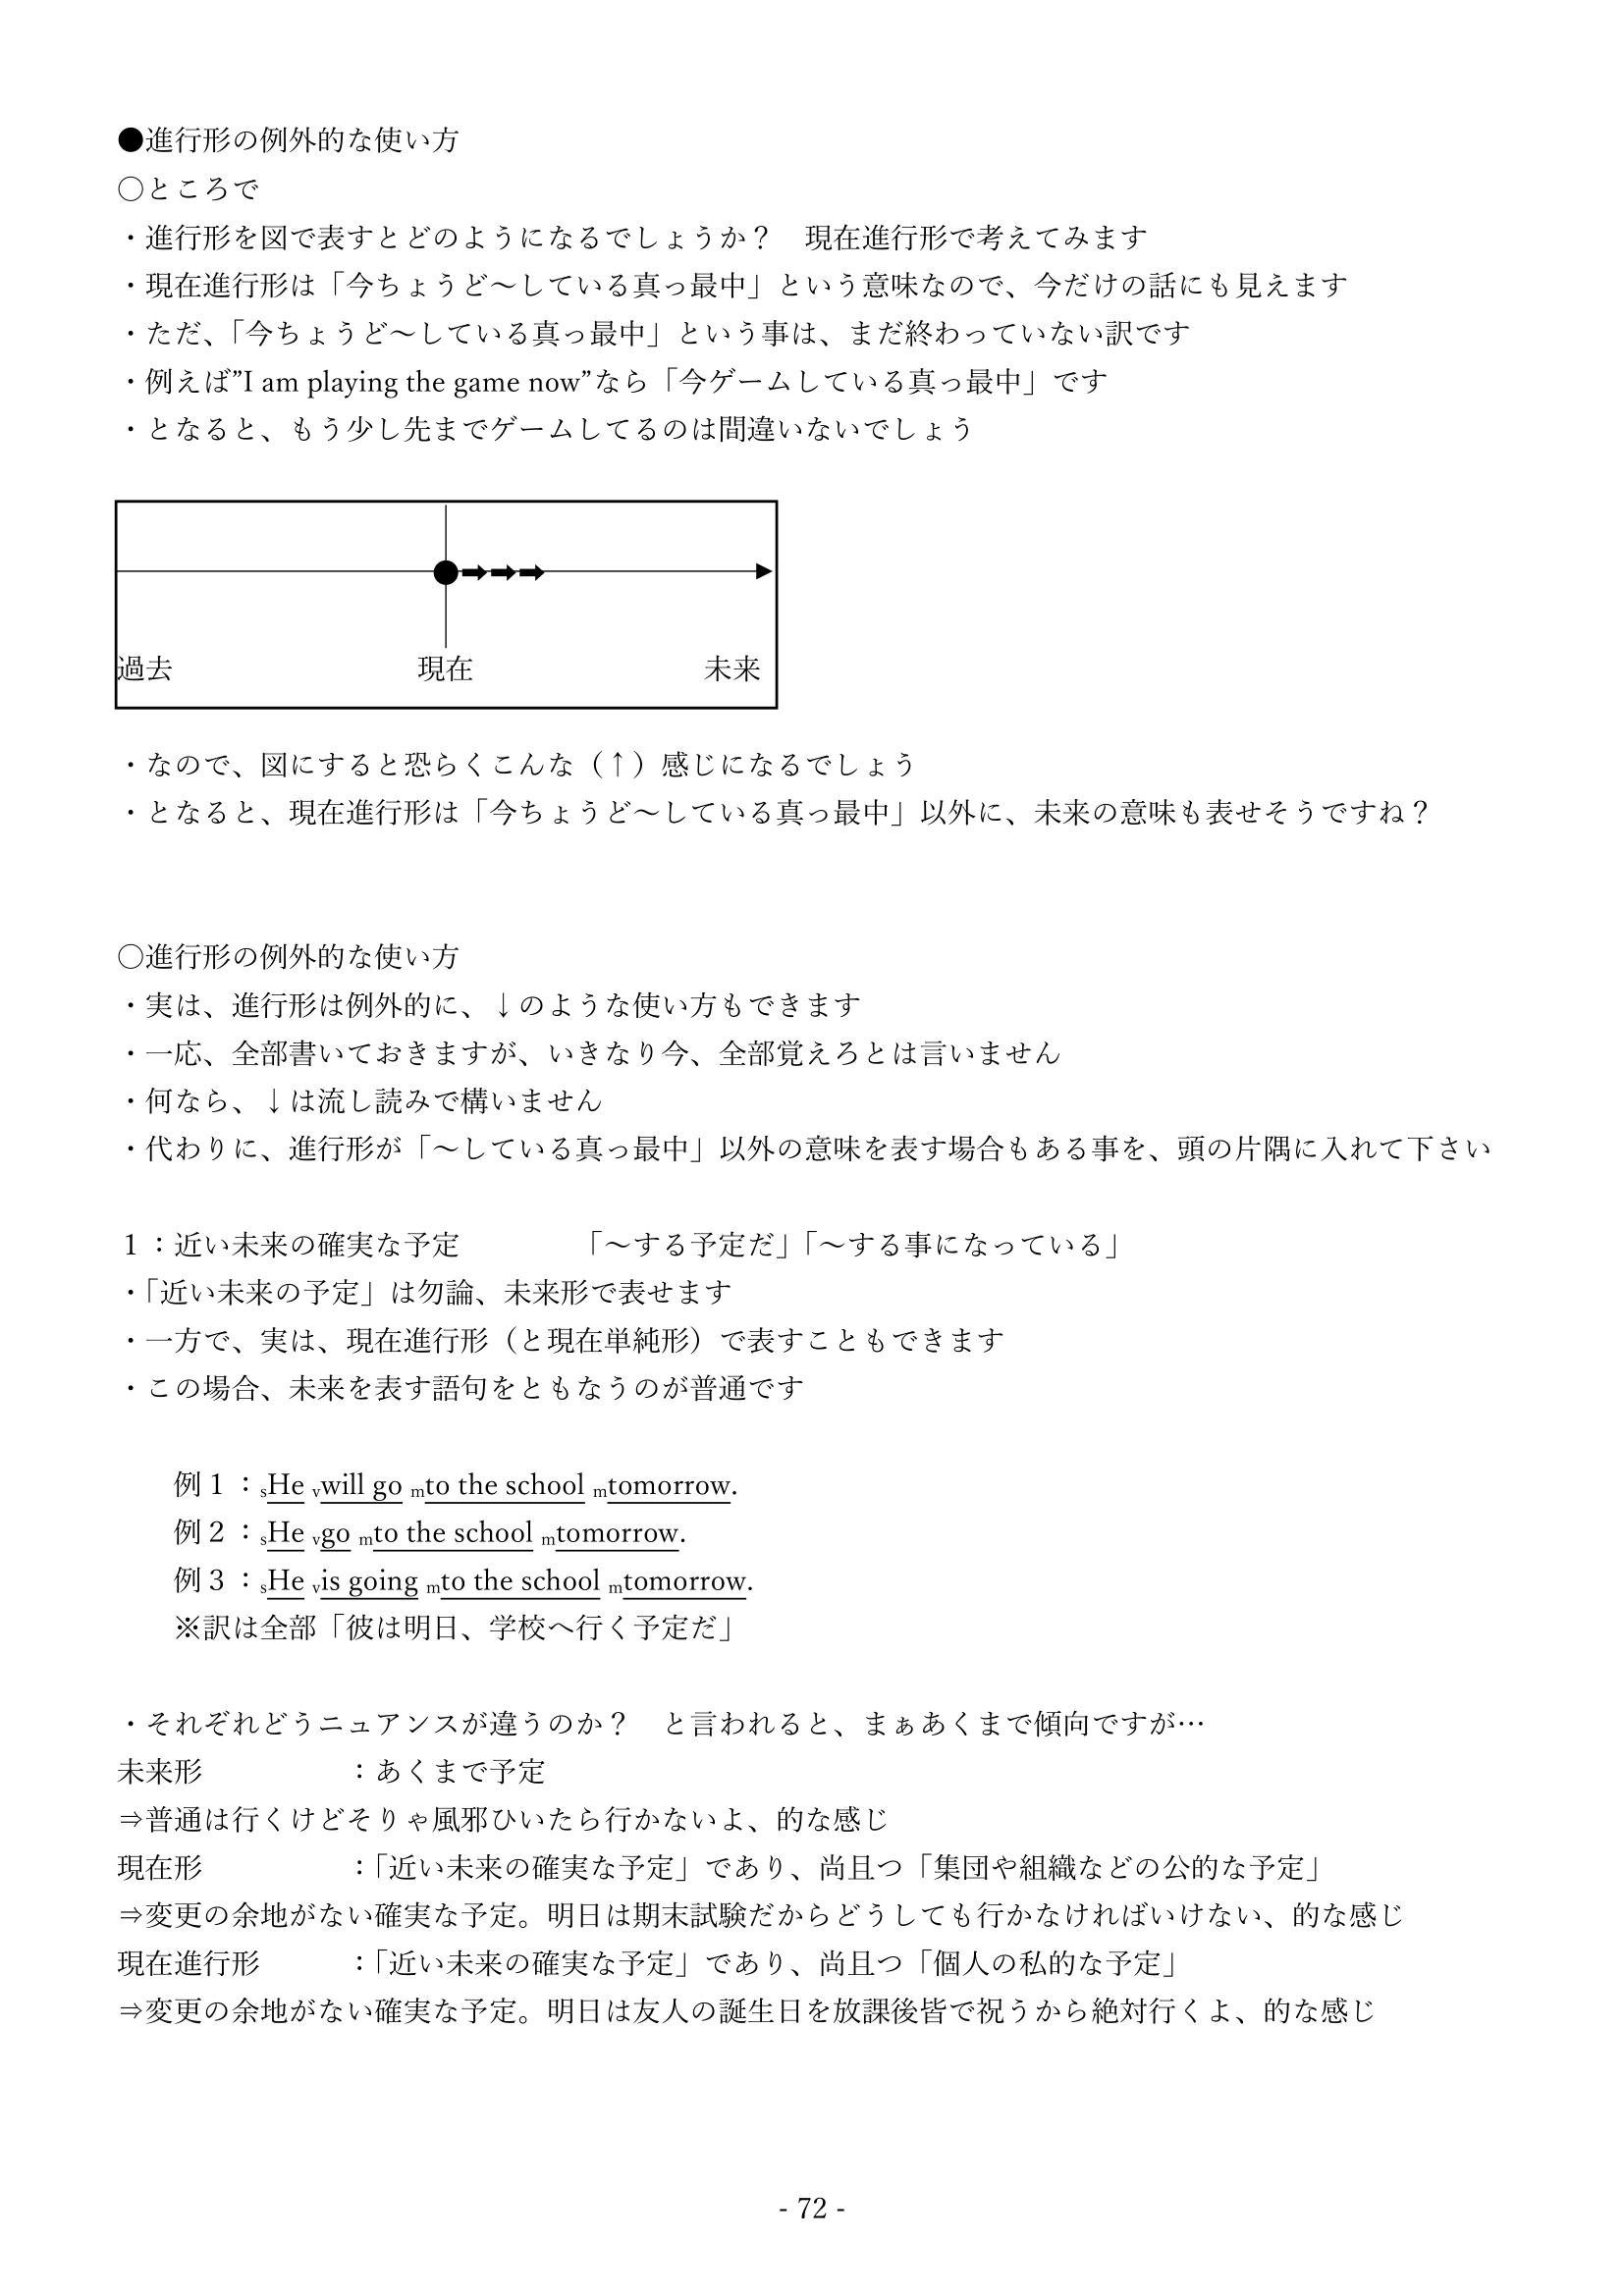 ●進行形の例外的な使い方
○ところで
・進行形を図で表すとどのようになるでしょうか？　現在進行形で考えてみます
・現在進行形は「今ちょうど～している真っ最中」という意味なので、今だけの話にも見えます
・ただ、「今ちょうど～している真っ最中」という事は、まだ終わっていない訳です
・例えば”I am playing the game now”なら「今ゲームしている真っ最中」です
・となると、もう少し先までゲームしてるのは間違いないでしょう
過去　現在　未来
・なので、図にすると恐らくこんな（↑）感じになるでしょう
・となると、現在進行形は「今ちょうど～している真っ最中」以外に、未来の意味も表せそうですね？
○進行形の例外的な使い方
・実は、進行形は例外的に、↓のような使い方もできます
・一応、全部書いておきますが、いきなり今、全部覚えろとは言いません
・何なら、↓は流し読みで構いません
・代わりに、進行形が「～している真っ最中」以外の意味を表す場合もある事を、頭の片隅に入れて下さい
１：近い未来の確実な予定　「～する予定だ」「～する事になっている」
・「近い未来の予定」は勿論、未来形で表せます
・一方で、実は、現在進行形（と現在単純形）で表すこともできます
・この場合、未来を表す語句をともなうのが普通です
例１：sHe vwill go mto the school mtomorrow.
例２：sHe vgo mto the school mtomorrow.
例３：sHe vis going mto the school mtomorrow.
※訳は全部「彼は明日、学校へ行く予定だ」
・それぞれどうニュアンスが違うのか？　と言われると、まぁあくまで傾向ですが…
未来形　：あくまで予定
⇒普通は行くけどそりゃ風邪ひいたら行かないよ、的な感じ
現在形　：「近い未来の確実な予定」であり、尚且つ「集団や組織などの公的な予定」
⇒変更の余地がない確実な予定。明日は期末試験だからどうしても行かなければいけない、的な感じ
現在進行形　：「近い未来の確実な予定」であり、尚且つ「個人の私的な予定」
⇒変更の余地がない確実な予定。明日は友人の誕生日を放課後皆で祝うから絶対行くよ、的な感じ
- 72 -